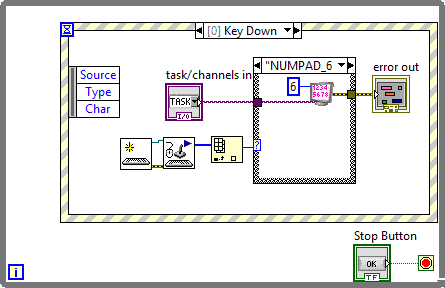 [0] Key Down
Source
Type
Char
task/channels in
"NUMPAD_6
error out
TASK
I/O
6
1234
5678
?
Stop Button
OK
TF
i